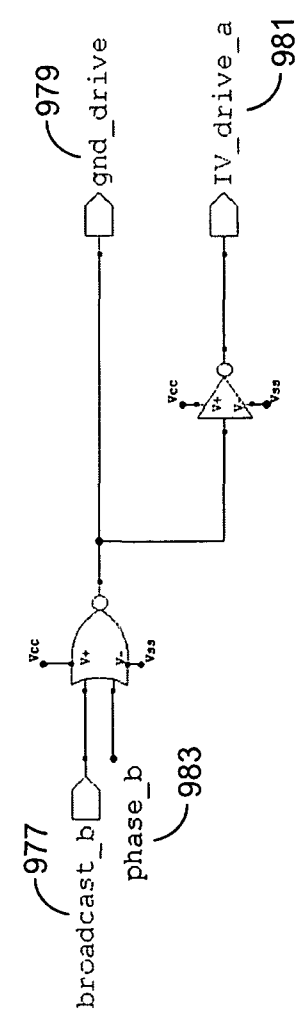 979
gnd_drive
981
IV_drive_a
Vcc
V+
V-
Vss
Vcc
V+
V-
Vss
977
broadcast_b
983
phase_b